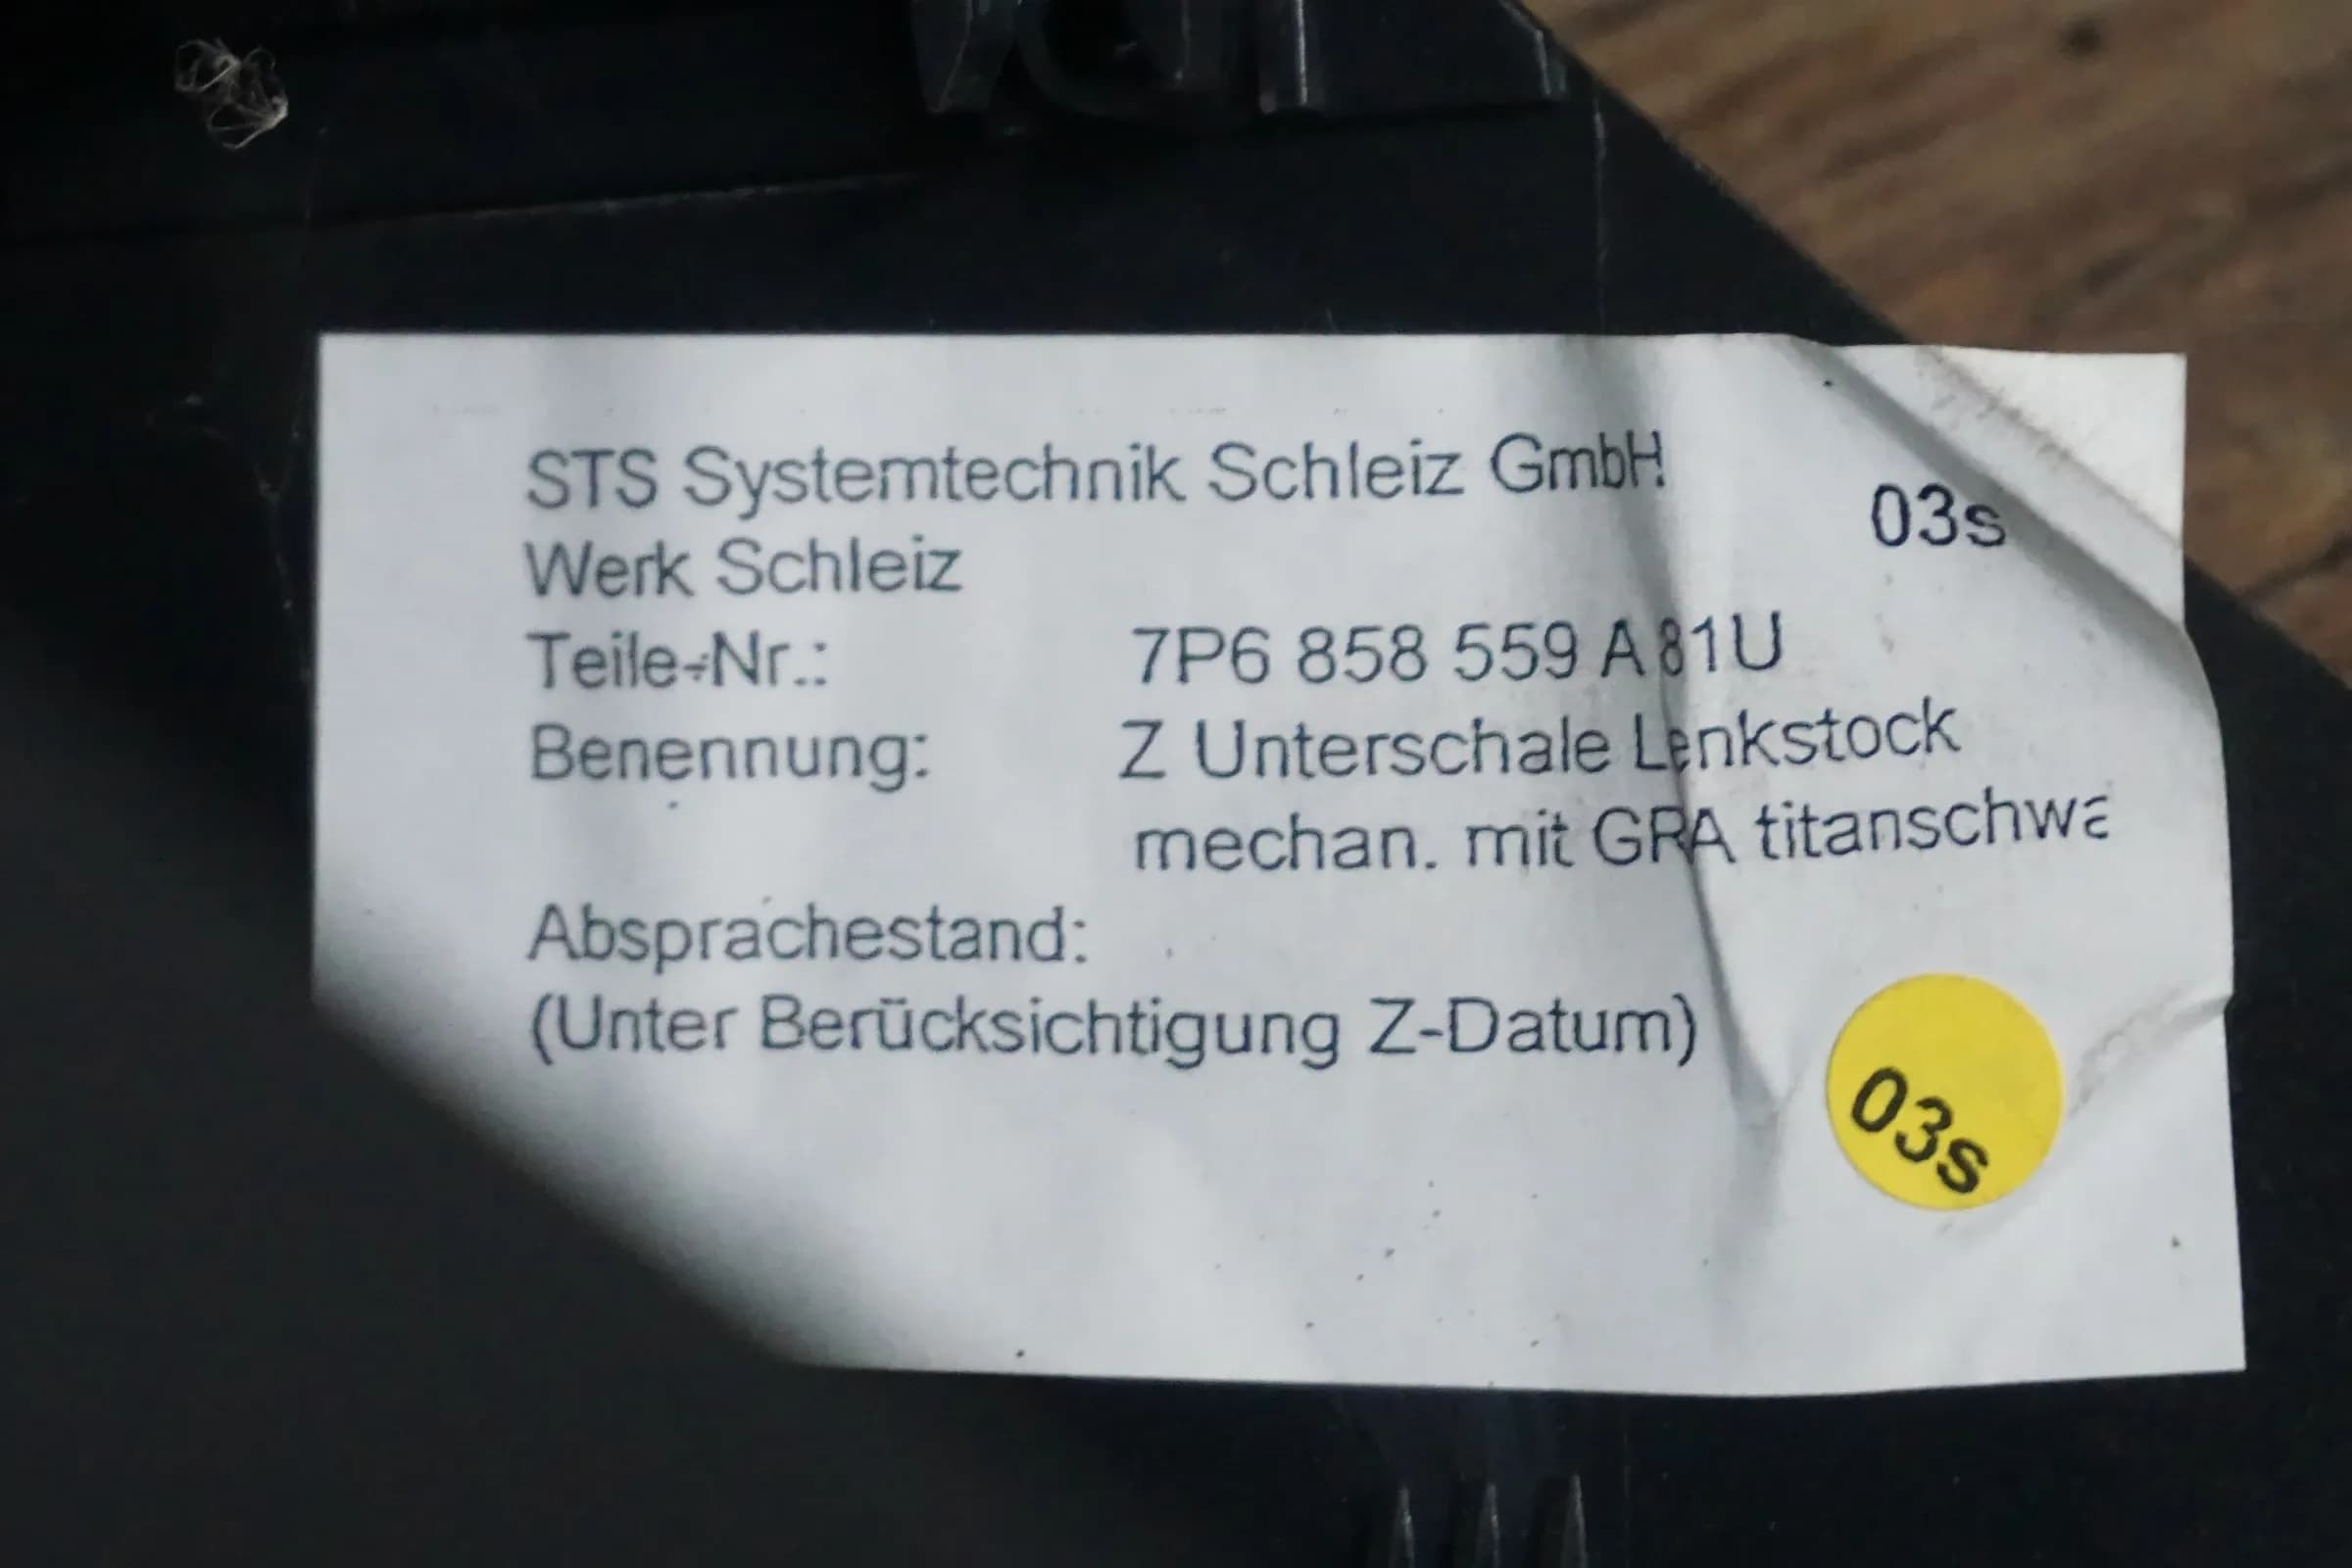 STS Systemtechnik Schleiz GmbH
03s
Werk Schleiz
Teile-Nr.: 7P6 858 559 A 81U
Benennung: Z Unterschale Lenkstock
mechan. mit GRA titanschwa
Absprachestand:
(Unter Berücksichtigung Z-Datum)
03s